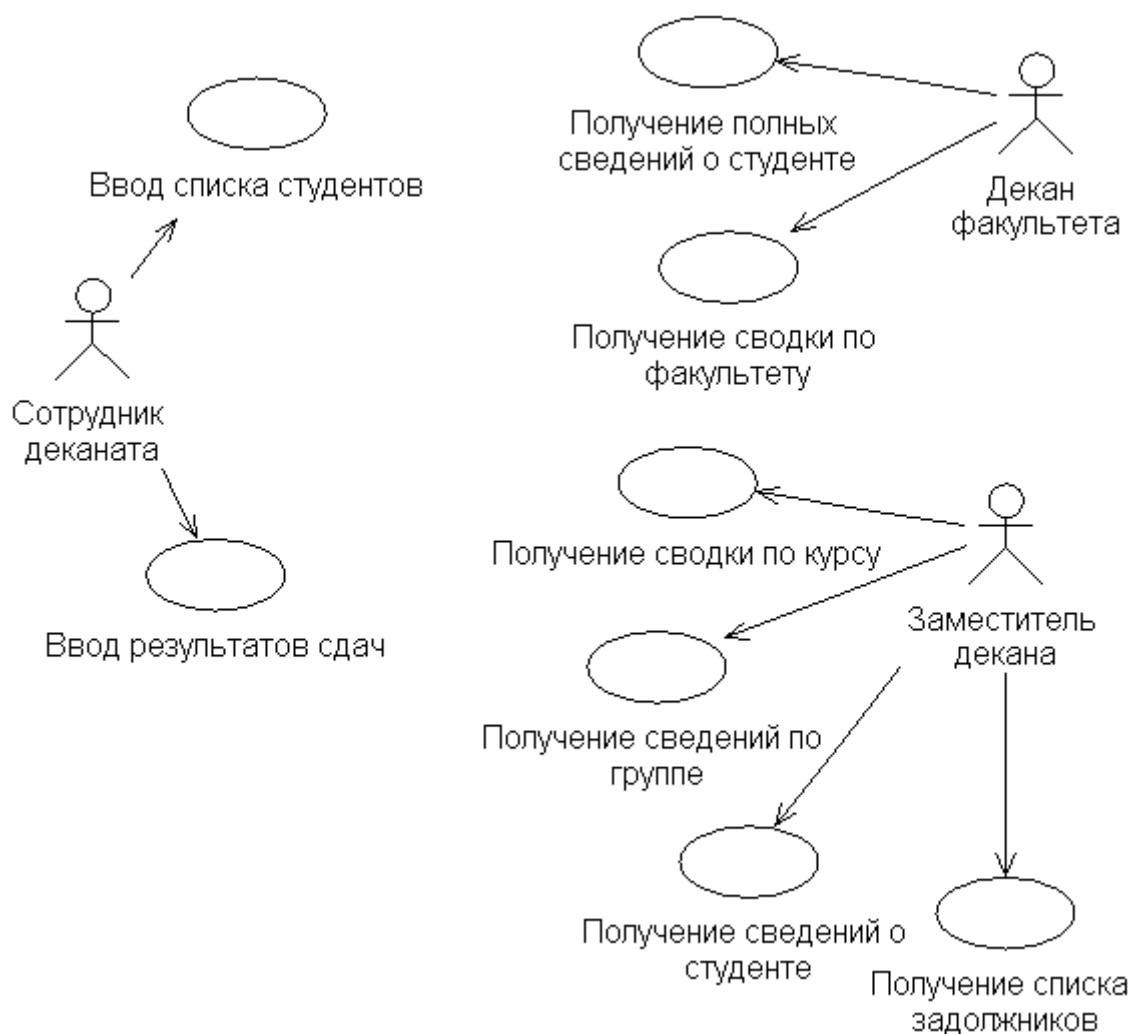 Получение полных
сведений о студенте
Декан
факультета
Ввод списка студентов
Получение сводки по
факультету
Сотрудник
деканата
Получение сводки по курсу
Заместитель
декана
Ввод результатов сдач
Получение сведений по
группе
Получение сведений о
студенте
Получение списка
задолжников